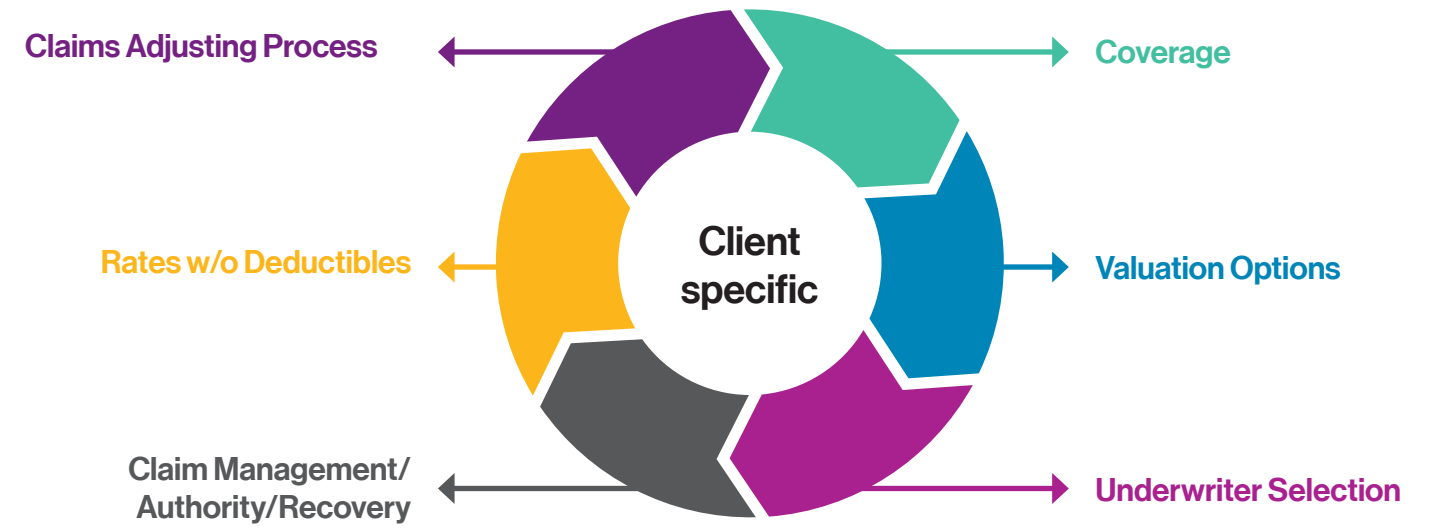 Claims Adjusting Process
Coverage
Rates w/o Deductibles
Client
specific
Valuation Options
Claim Management/
Authority/Recovery
Underwriter Selection